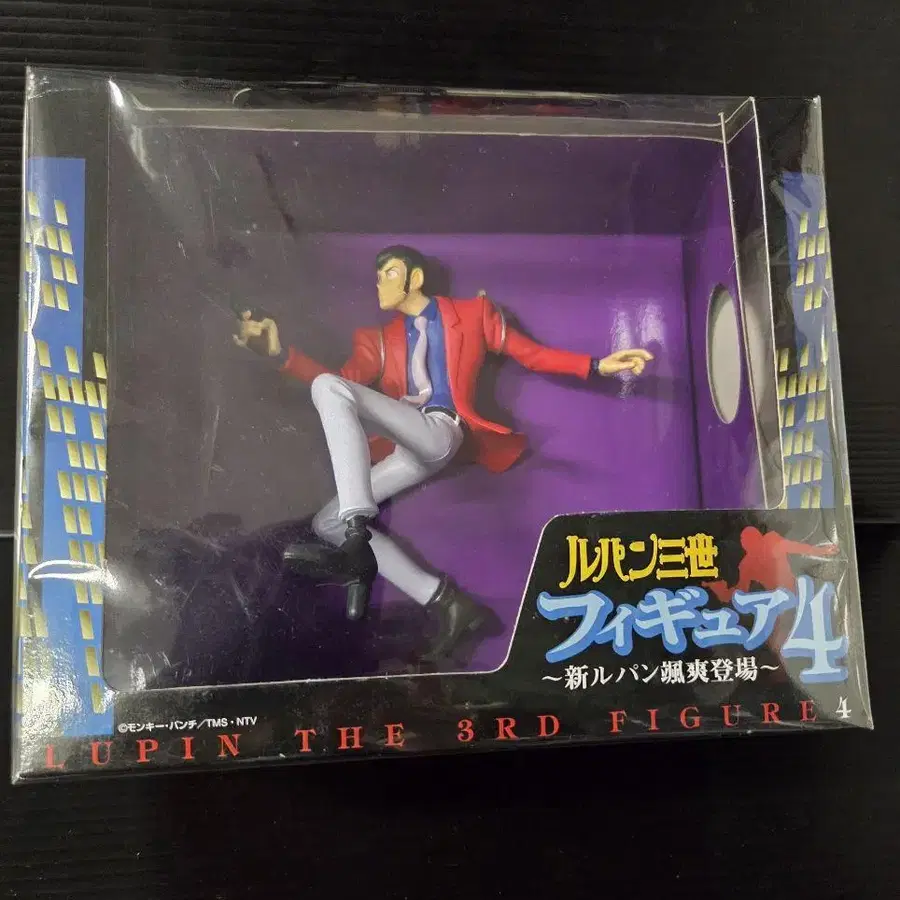 ルパン三世
フィギュア4
～新ルパン颯爽登場～
©モンキー・パンチ／TMS・NTV
LUPIN THE 3RD FIGURE 4